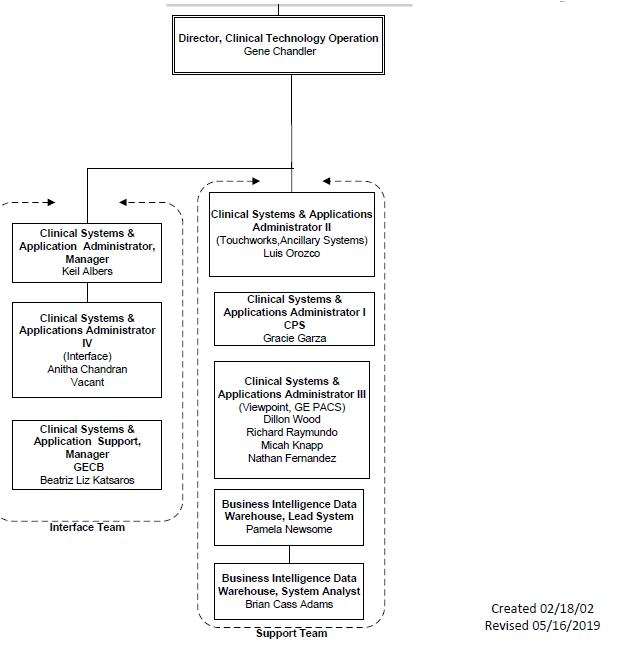 Director, Clinical Technology Operation
Gene Chandler
Clinical Systems &
Application Administrator,
Manager
Keil Albers
Clinical Systems &
Applications Administrator
IV
(Interface)
Anitha Chandran
Vacant
Clinical Systems &
Application Support,
Manager
GECB
Beatriz Liz Katsaros
Interface Team
Clinical Systems & Applications
Administrator II
(Touchworks,Ancillary Systems)
Luis Orozco
Clinical Systems &
Applications Administrator I
CPS
Gracie Garza
Clinical Systems &
Applications Administrator III
(Viewpoint, GE PACS)
Dillon Wood
Richard Raymundo
Micah Knapp
Nathan Fernandez
Business Intelligence Data
Warehouse, Lead System
Pamela Newsome
Business Intelligence Data
Warehouse, System Analyst
Brian Cass Adams
Support Team
Created 02/18/02
Revised 05/16/2019